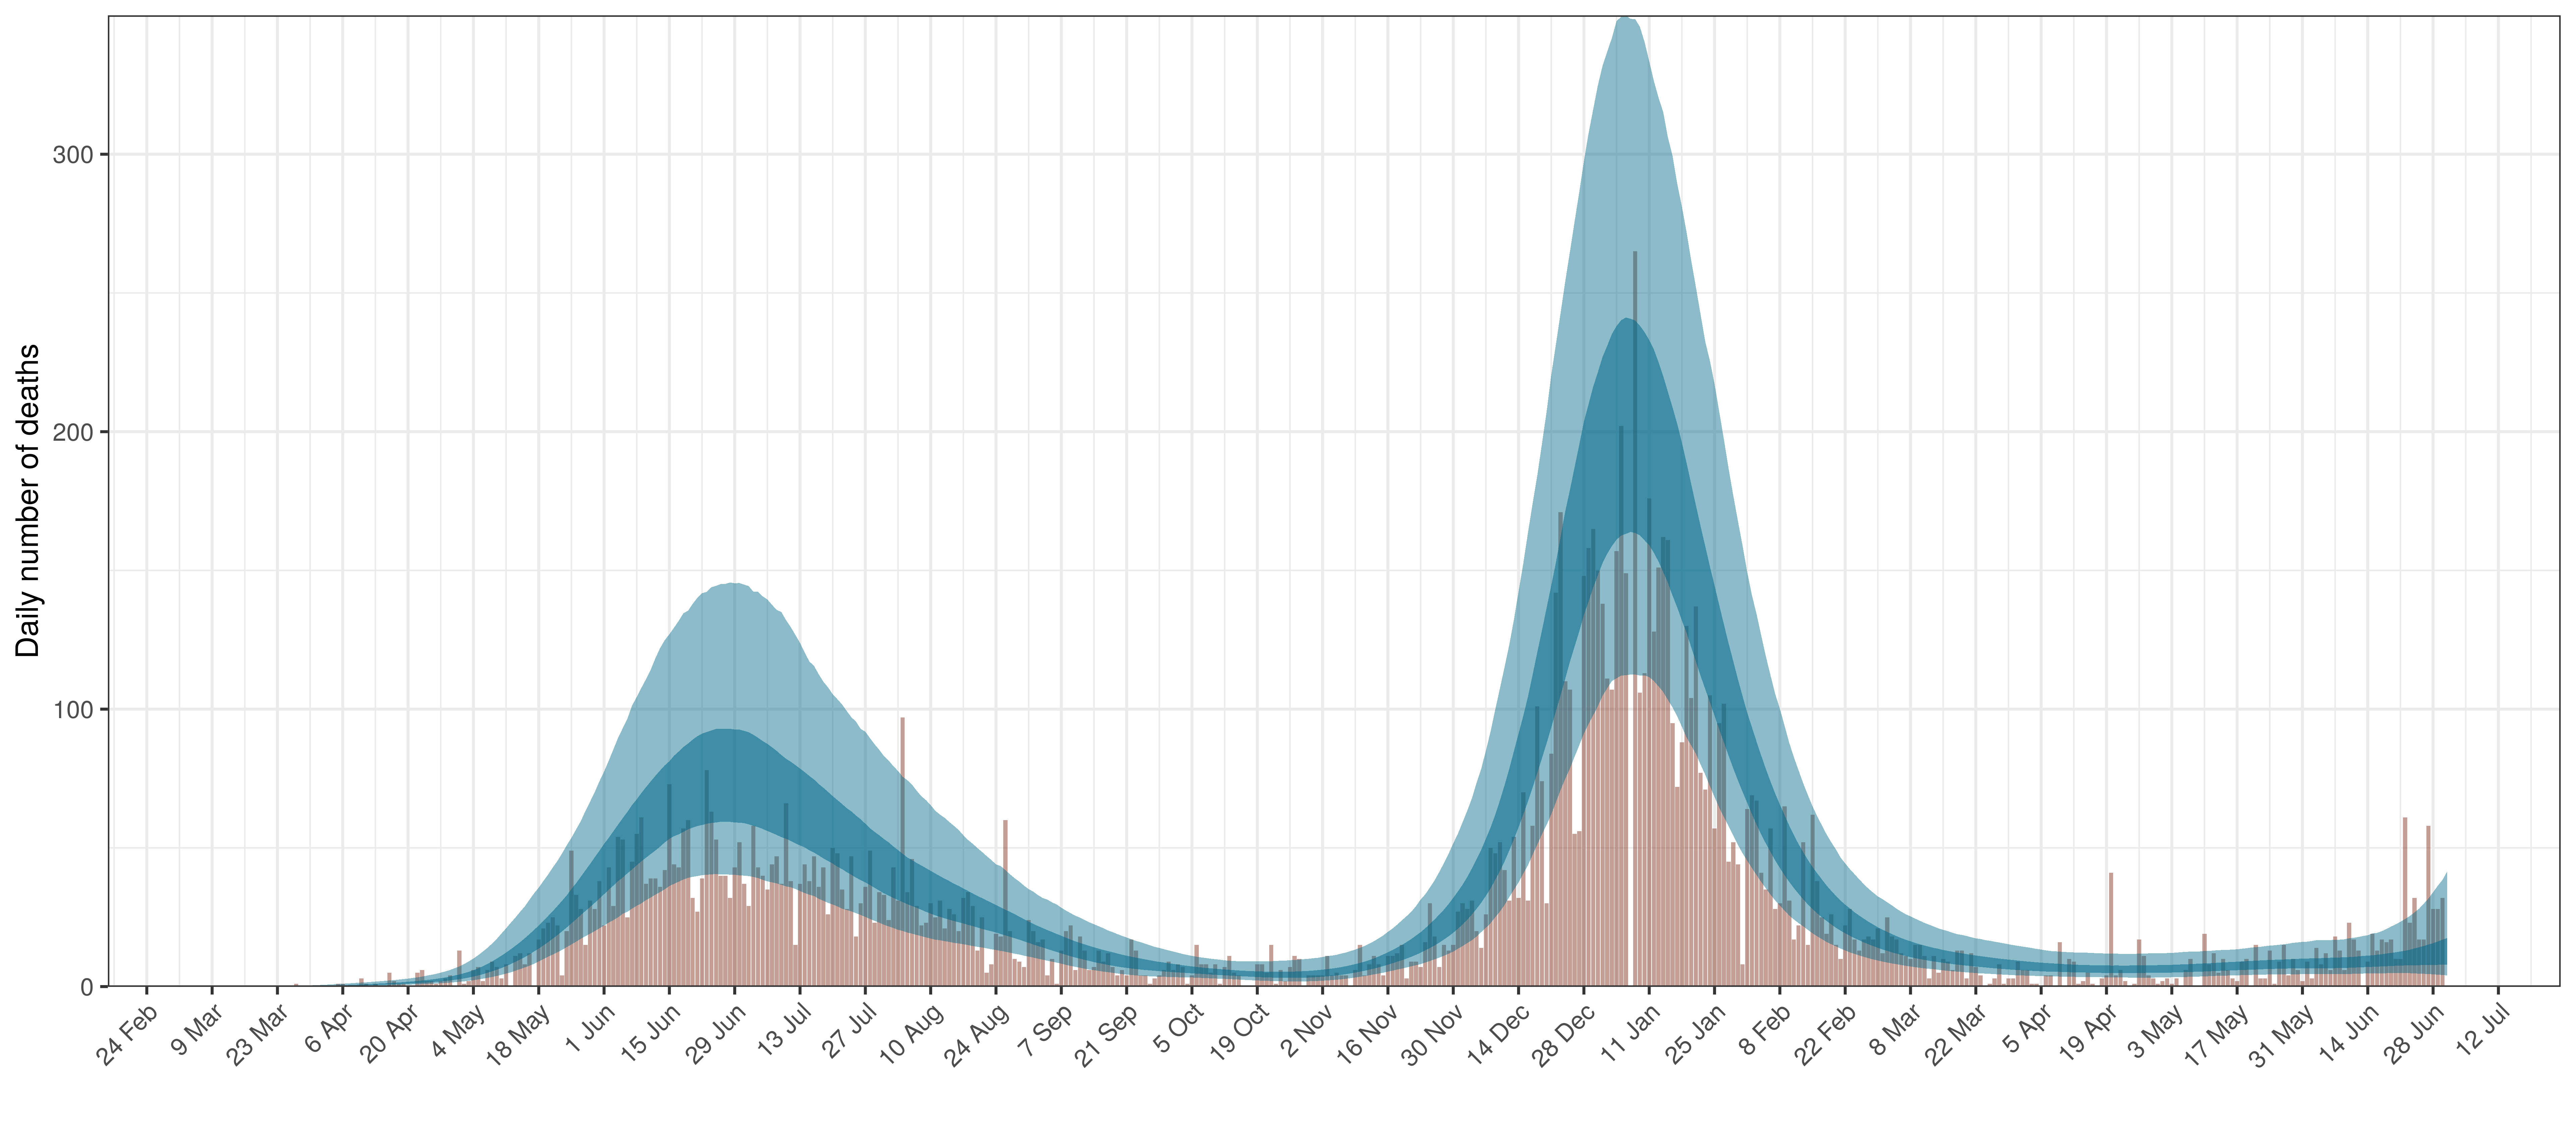 Daily number of deaths
300
200
100
0
24 Feb
9 Mar
23 Mar
6 Apr
20 Apr
4 May
18 May
1 Jun
15 Jun
29 Jun
13 Jul
27 Jul
10 Aug
24 Aug
7 Sep
21 Sep
5 Oct
19 Oct
2 Nov
16 Nov
30 Nov
14 Dec
28 Dec
11 Jan
25 Jan
8 Feb
22 Feb
8 Mar
22 Mar
5 Apr
19 Apr
3 May
17 May
31 May
14 Jun
28 Jun
12 Jul